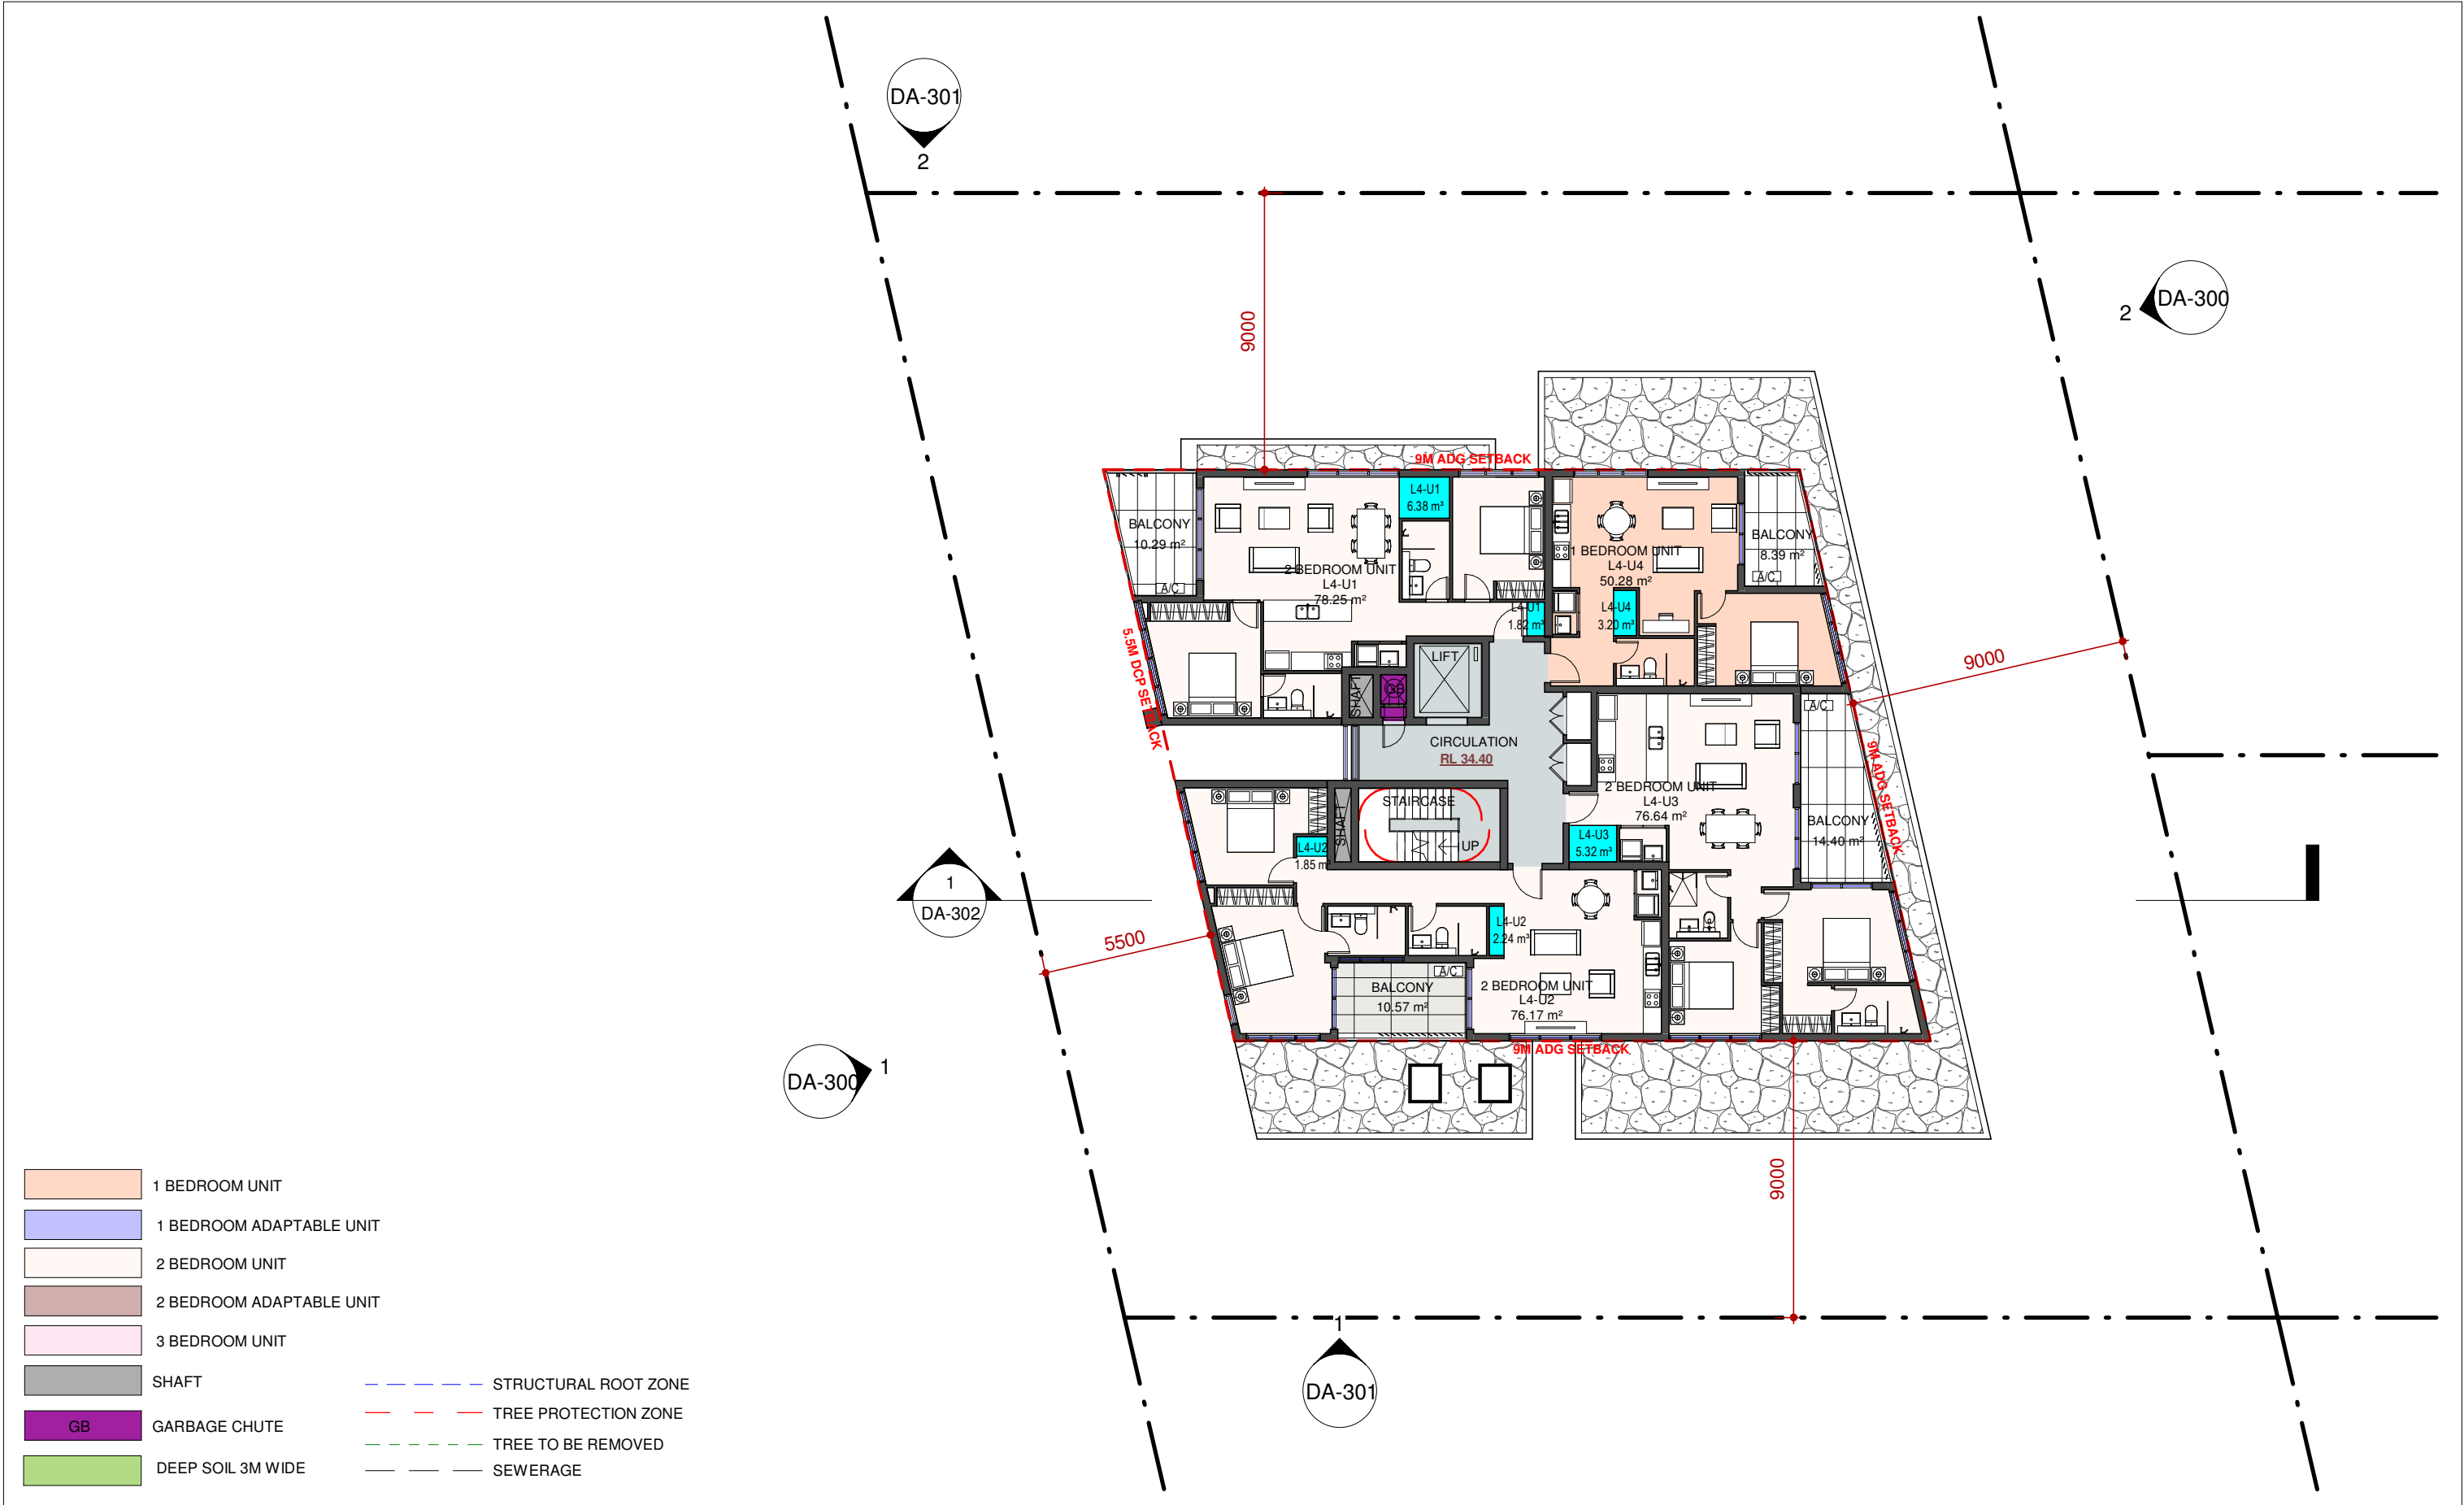 DA-301
2
DA-300
2
9000
9M ADG SETBACK
L4-U1
6.38 m³
BALCONY
10.29 m²
A/C
2 BEDROOM UNIT
L4-U1
78.25 m²
L4-U1
1.82 m³
1 BEDROOM UNIT
L4-U4
50.28 m²
BALCONY
8.39 m²
A/C
L4-U4
3.20 m³
5.5M DCP SETBACK
LIFT
SHAFT
GB
9000
A/C
CIRCULATION
RL 34.40
9M ADG SETBACK
2 BEDROOM UNIT
L4-U3
76.64 m²
BALCONY
14.40 m²
STAIRCASE
SHAFT
UP
L4-U3
5.32 m³
L4-U2
1.85 m
1
DA-302
5500
L4-U2
2.24 m³
A/C
BALCONY
10.57 m²
2 BEDROOM UNIT
L4-U2
76.17 m²
9M ADG SETBACK
DA-300
1
9000
1
DA-301
1 BEDROOM UNIT
1 BEDROOM ADAPTABLE UNIT
2 BEDROOM UNIT
2 BEDROOM ADAPTABLE UNIT
3 BEDROOM UNIT
SHAFT
GB GARBAGE CHUTE
DEEP SOIL 3M WIDE
STRUCTURAL ROOT ZONE
TREE PROTECTION ZONE
TREE TO BE REMOVED
SEWERAGE